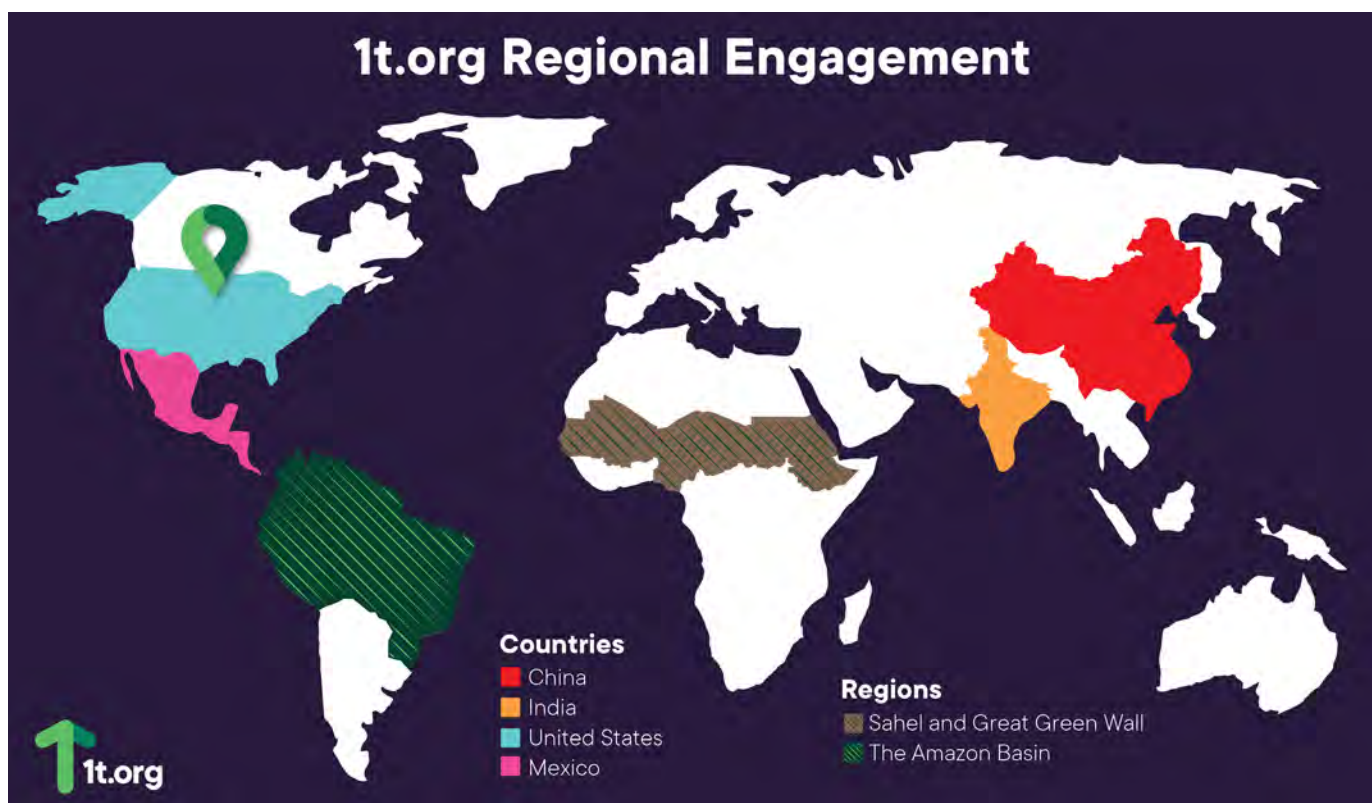 1t.org Regional Engagement
Countries
China
India
United States
Mexico
Regions
Sahel and Great Green Wall
The Amazon Basin
1t.org